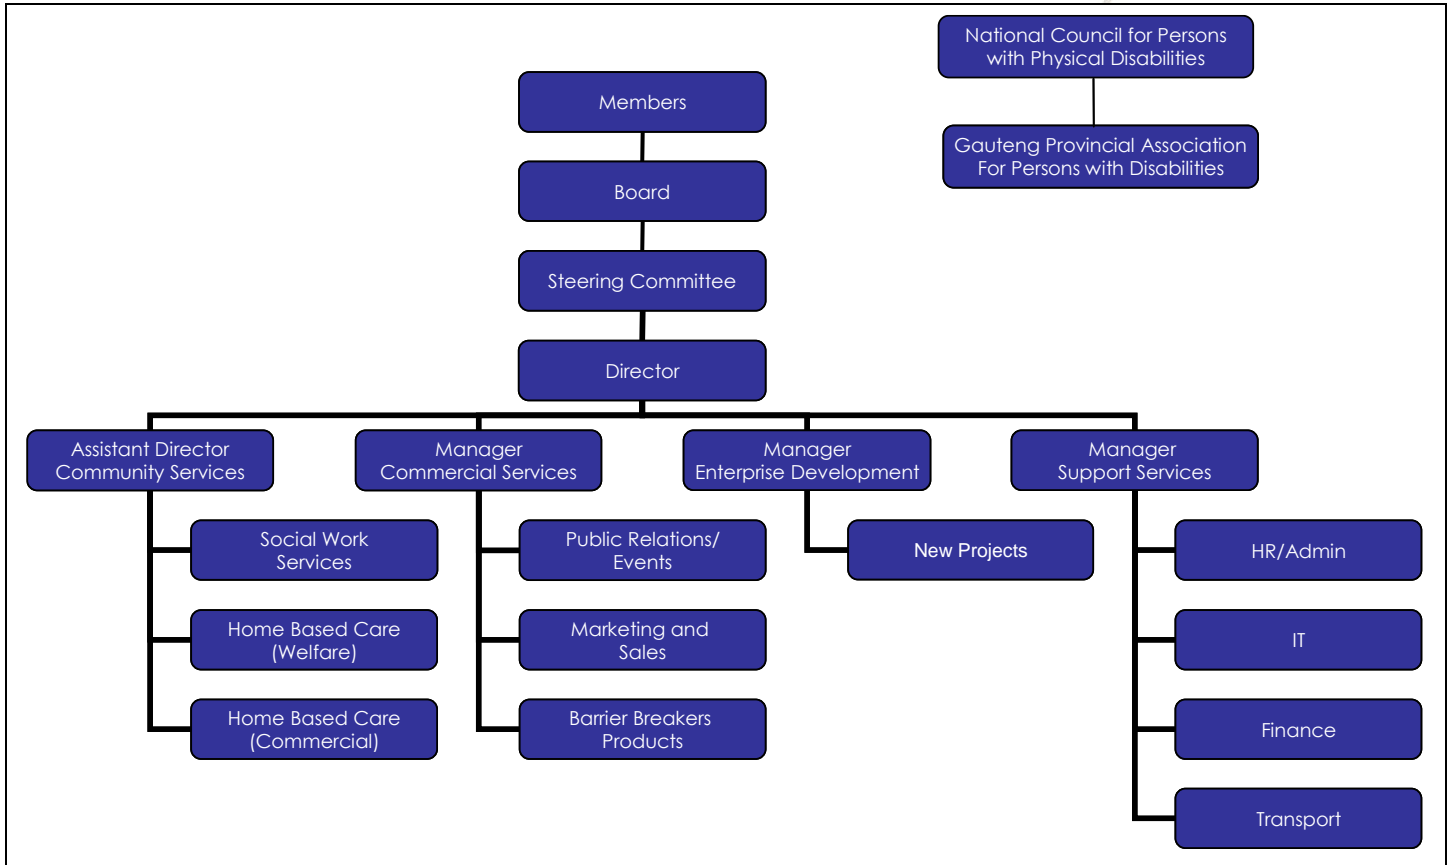 National Council for Persons
with Physical Disabilities
Members
Gauteng Provincial Association
For Persons with Disabilities
Board
Steering Committee
Director
Assistant Director
Community Services
Manager
Commercial Services
Manager
Enterprise Development
Manager
Support Services
Social Work
Services
Public Relations/
Events
New Projects
HR/Admin
Home Based Care
(Welfare)
Marketing and
Sales
IT
Home Based Care
(Commercial)
Barrier Breakers
Products
Finance
Transport